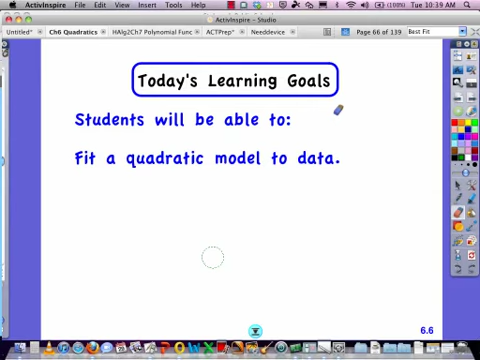 ActivInspire File Edit View Insert Tools Help (100%) Tue 10:39 AM
ActivInspire – Studio
Untitled* Ch6 Quadratics HAlg2Ch7 Polynomial Func ACTPrep* Needdevice Page 66 of 139 Best Fit
Today's Learning Goals
Students will be able to:
Fit a quadratic model to data.
6.6